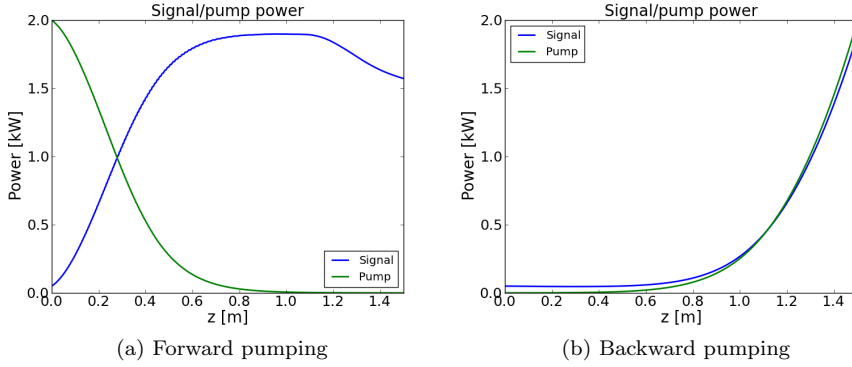 Signal/pump power
Power [kW]
2.0
1.5
1.0
0.5
0.0
Signal
Pump
0.0 0.2 0.4 0.6 0.8 1.0 1.2 1.4
z [m]
(a) Forward pumping
Signal/pump power
Power [kW]
2.0
1.5
1.0
0.5
0.0
Signal
Pump
0.0 0.2 0.4 0.6 0.8 1.0 1.2 1.4
z [m]
(b) Backward pumping